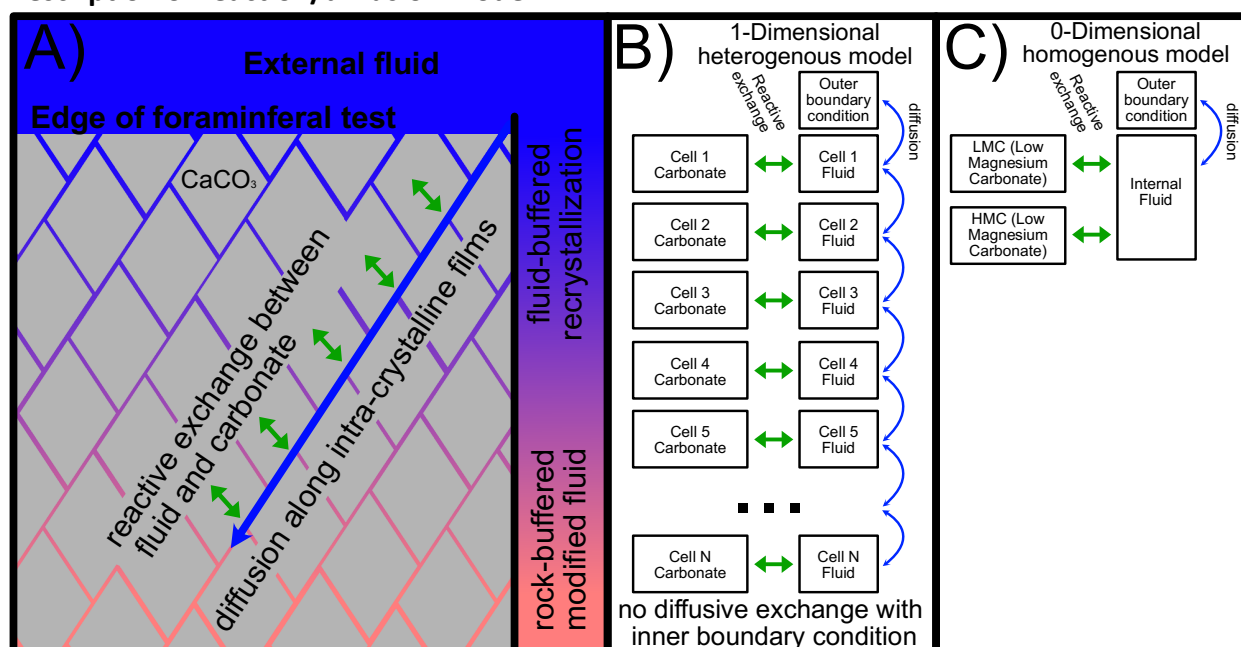 A)
External fluid
Edge of foraminferal test
CaCO₃
reactive exchange between
fluid and carbonate
diffusion along intra-crystalline films
fluid-buffered
recrystallization
rock-buffered
modified fluid
B)
1-Dimensional
heterogenous model
Reactive
exchange
Outer
boundary
condition
diffusion
Cell 1
Carbonate
Cell 1
Fluid
Cell 2
Carbonate
Cell 2
Fluid
Cell 3
Carbonate
Cell 3
Fluid
Cell 4
Carbonate
Cell 4
Fluid
Cell 5
Carbonate
Cell 5
Fluid
Cell N
Carbonate
Cell N
Fluid
no diffusive exchange with
inner boundary condition
C)
0-Dimensional
homogenous model
Reactive
exchange
Outer
boundary
condition
diffusion
LMC (Low
Magnesium
Carbonate)
Internal
Fluid
HMC (Low
Magnesium
Carbonate)